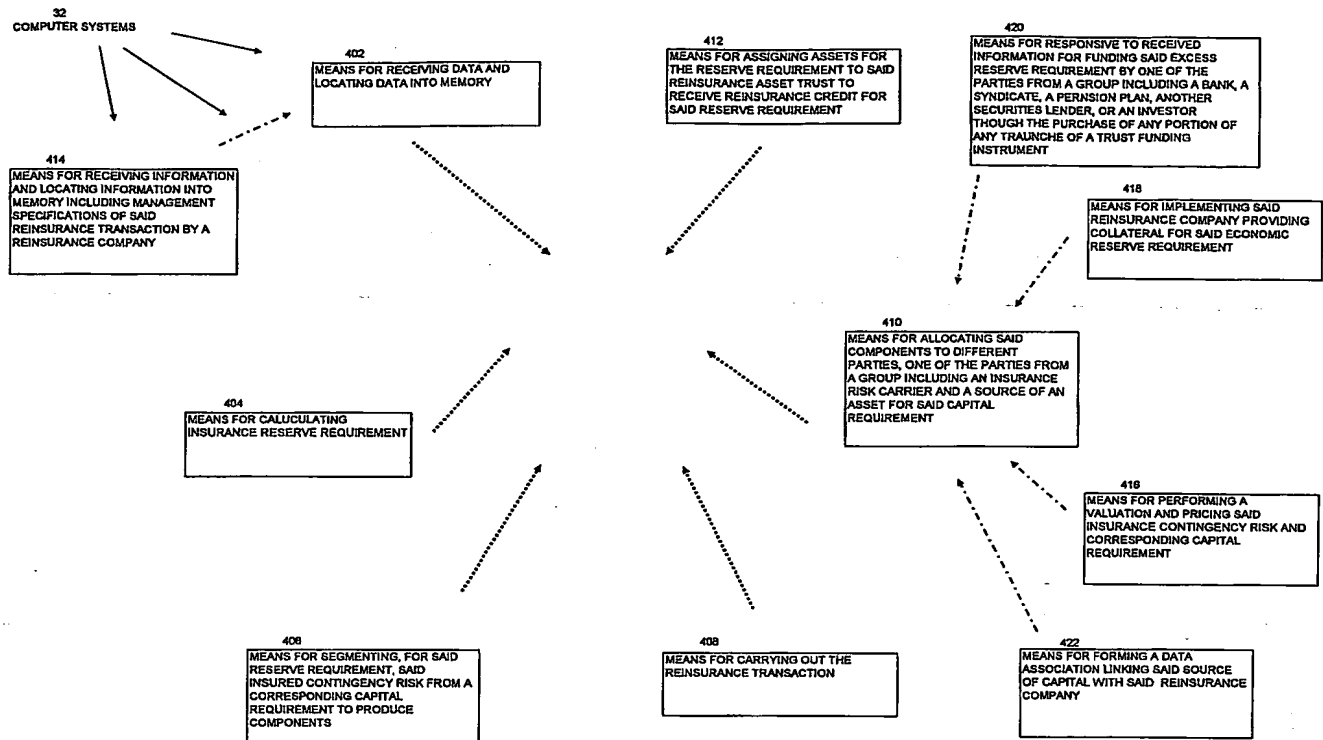 32
COMPUTER SYSTEMS
402
MEANS FOR RECEIVING DATA AND
LOCATING DATA INTO MEMORY
412
MEANS FOR ASSIGNING ASSETS FOR
THE RESERVE REQUIREMENT TO SAID
REINSURANCE ASSET TRUST TO
RECEIVE REINSURANCE CREDIT FOR
SAID RESERVE REQUIREMENT
420
MEANS FOR RESPONSIVE TO RECEIVED
INFORMATION FOR FUNDING SAID EXCESS
RESERVE REQUIREMENT BY ONE OF THE
PARTIES FROM A GROUP INCLUDING A BANK, A
SYNDICATE, A PERNSION PLAN, ANOTHER
SECURITIES LENDER, OR AN INVESTOR
THOUGH THE PURCHASE OF ANY PORTION OF
ANY TRAUNCHE OF A TRUST FUNDING
INSTRUMENT
414
MEANS FOR RECEIVING INFORMATION
AND LOCATING INFORMATION INTO
MEMORY INCLUDING MANAGEMENT
SPECIFICATIONS OF SAID
REINSURANCE TRANSACTION BY A
REINSURANCE COMPANY
418
MEANS FOR IMPLEMENTING SAID
REINSURANCE COMPANY PROVIDING
COLLATERAL FOR SAID ECONOMIC
RESERVE REQUIREMENT
410
MEANS FOR ALLOCATING SAID
COMPONENTS TO DIFFERENT
PARTIES, ONE OF THE PARTIES FROM
A GROUP INCLUDING AN INSURANCE
RISK CARRIER AND A SOURCE OF AN
ASSET FOR SAID CAPITAL
REQUIREMENT
404
MEANS FOR CALUCULATING
INSURANCE RESERVE REQUIREMENT
416
MEANS FOR PERFORMING A
VALUATION AND PRICING SAID
INSURANCE CONTINGENCY RISK AND
CORRESPONDING CAPITAL
REQUIREMENT
406
MEANS FOR SEGMENTING, FOR SAID
RESERVE REQUIREMENT, SAID
INSURED CONTINGENCY RISK FROM A
CORRESPONDING CAPITAL
REQUIREMENT TO PRODUCE
COMPONENTS
408
MEANS FOR CARRYING OUT THE
REINSURANCE TRANSACTION
422
MEANS FOR FORMING A DATA
ASSOCIATION LINKING SAID SOURCE
OF CAPITAL WITH SAID REINSURANCE
COMPANY